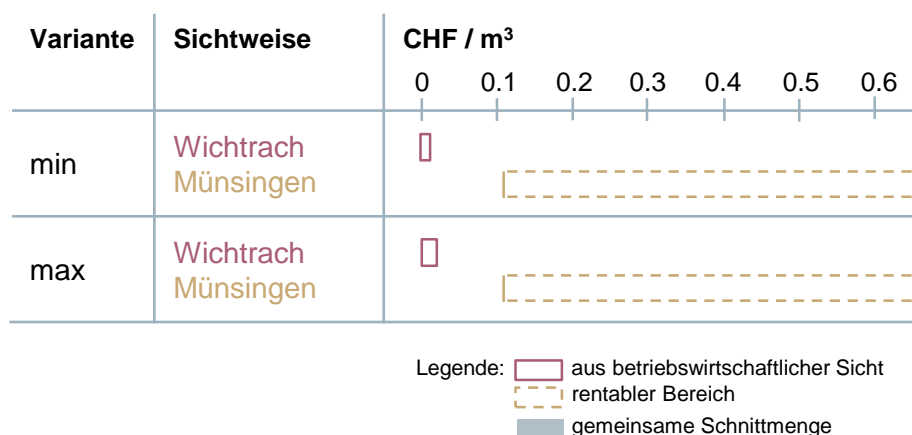 Variante Sichtweise CHF / m³
0 0.1 0.2 0.3 0.4 0.5 0.6
min
Wichtrach
Münsingen
max
Wichtrach
Münsingen
Legende: aus betriebswirtschaftlicher Sicht
rentabler Bereich
gemeinsame Schnittmenge